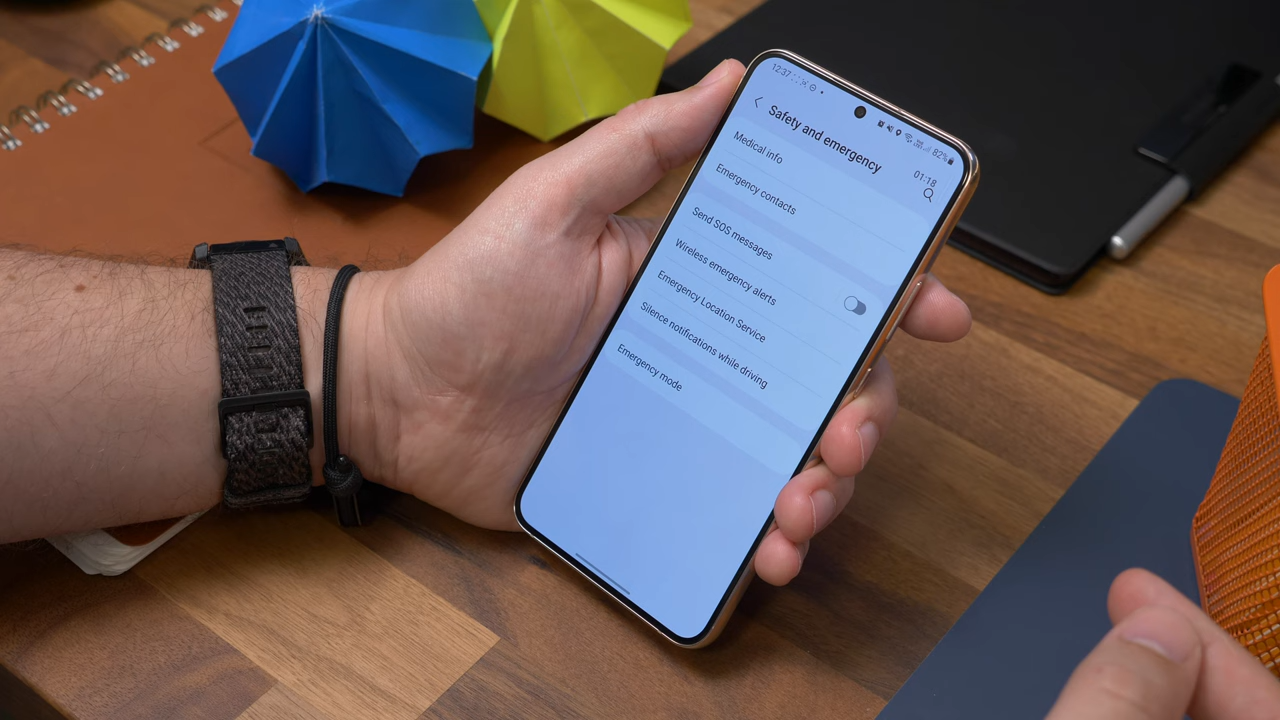 12:37
82%
01:18
Safety and emergency
Medical info
Emergency contacts
Send SOS messages
Wireless emergency alerts
Emergency Location Service
Silence notifications while driving
Emergency mode